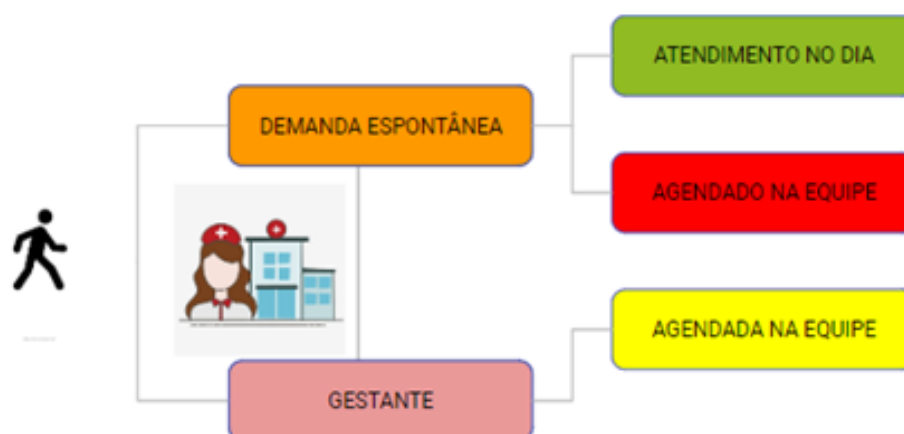 ATENDIMENTO NO DIA
DEMANDA ESPONTÂNEA
AGENDADO NA EQUIPE
AGENDADA NA EQUIPE
GESTANTE